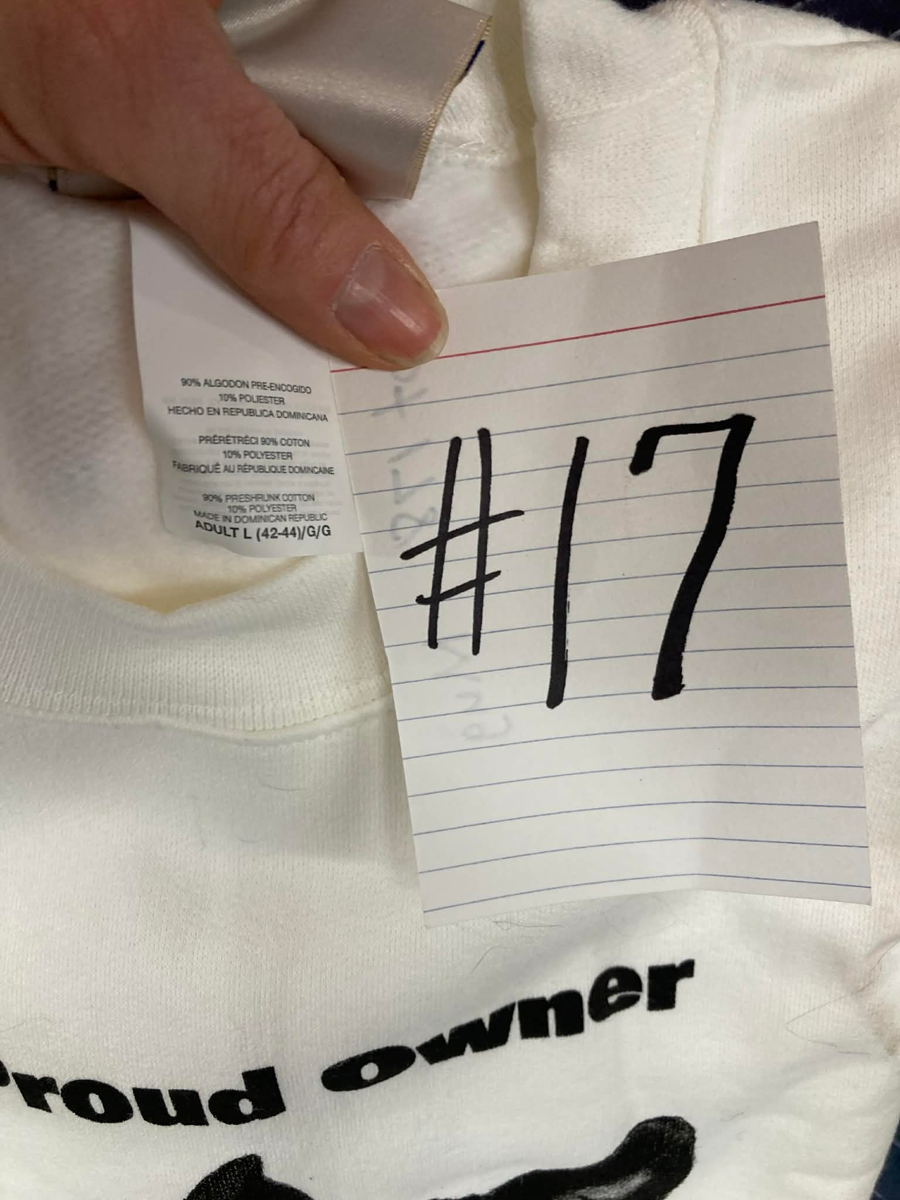 90% ALGODON PRE-ENCOGIDO
10% POLIESTER
HECHO EN REPUBLICA DOMINICANA
PRÉRÉTRÉCI 90% COTON
10% POLYESTER
FABRIQUÉ AU RÉPUBLIQUE DOMINICAINE
90% PRESHRUNK COTTON
10% POLYESTER
MADE IN DOMINICAN REPUBLIC
ADULT L (42-44)/G/G
#17
Proud owner